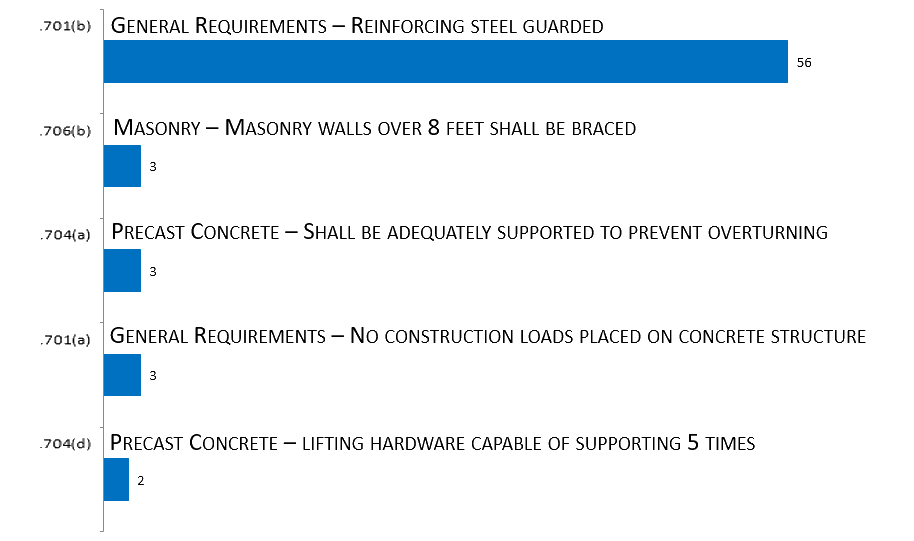 .701(b) General Requirements – Reinforcing steel guarded
56
.706(b) Masonry – Masonry walls over 8 feet shall be braced
3
.704(a) Precast Concrete – Shall be adequately supported to prevent overturning
3
.701(a) General Requirements – No construction loads placed on concrete structure
3
.704(d) Precast Concrete – lifting hardware capable of supporting 5 times
2